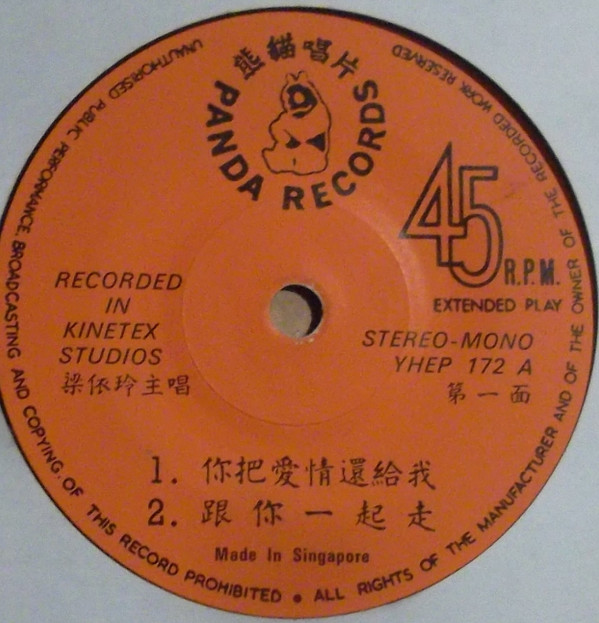 熊貓唱片
PANDA RECORDS
45 R.P.M.
EXTENDED PLAY
RECORDED
IN
KINETEX
STUDIOS
梁依玲主唱
STEREO-MONO
YHEP 172 A
第一面
1. 你把愛情還給我
2. 跟你一起走
Made In Singapore
UNAUTHORISED PUBLIC PERFORMANCE, BROADCASTING AND COPYING. OF THIS RECORD PROHIBITED ● ALL RIGHTS OF THE MANUFACTURER AND OF THE OWNER OF THE RECORDED WORK RESERVED